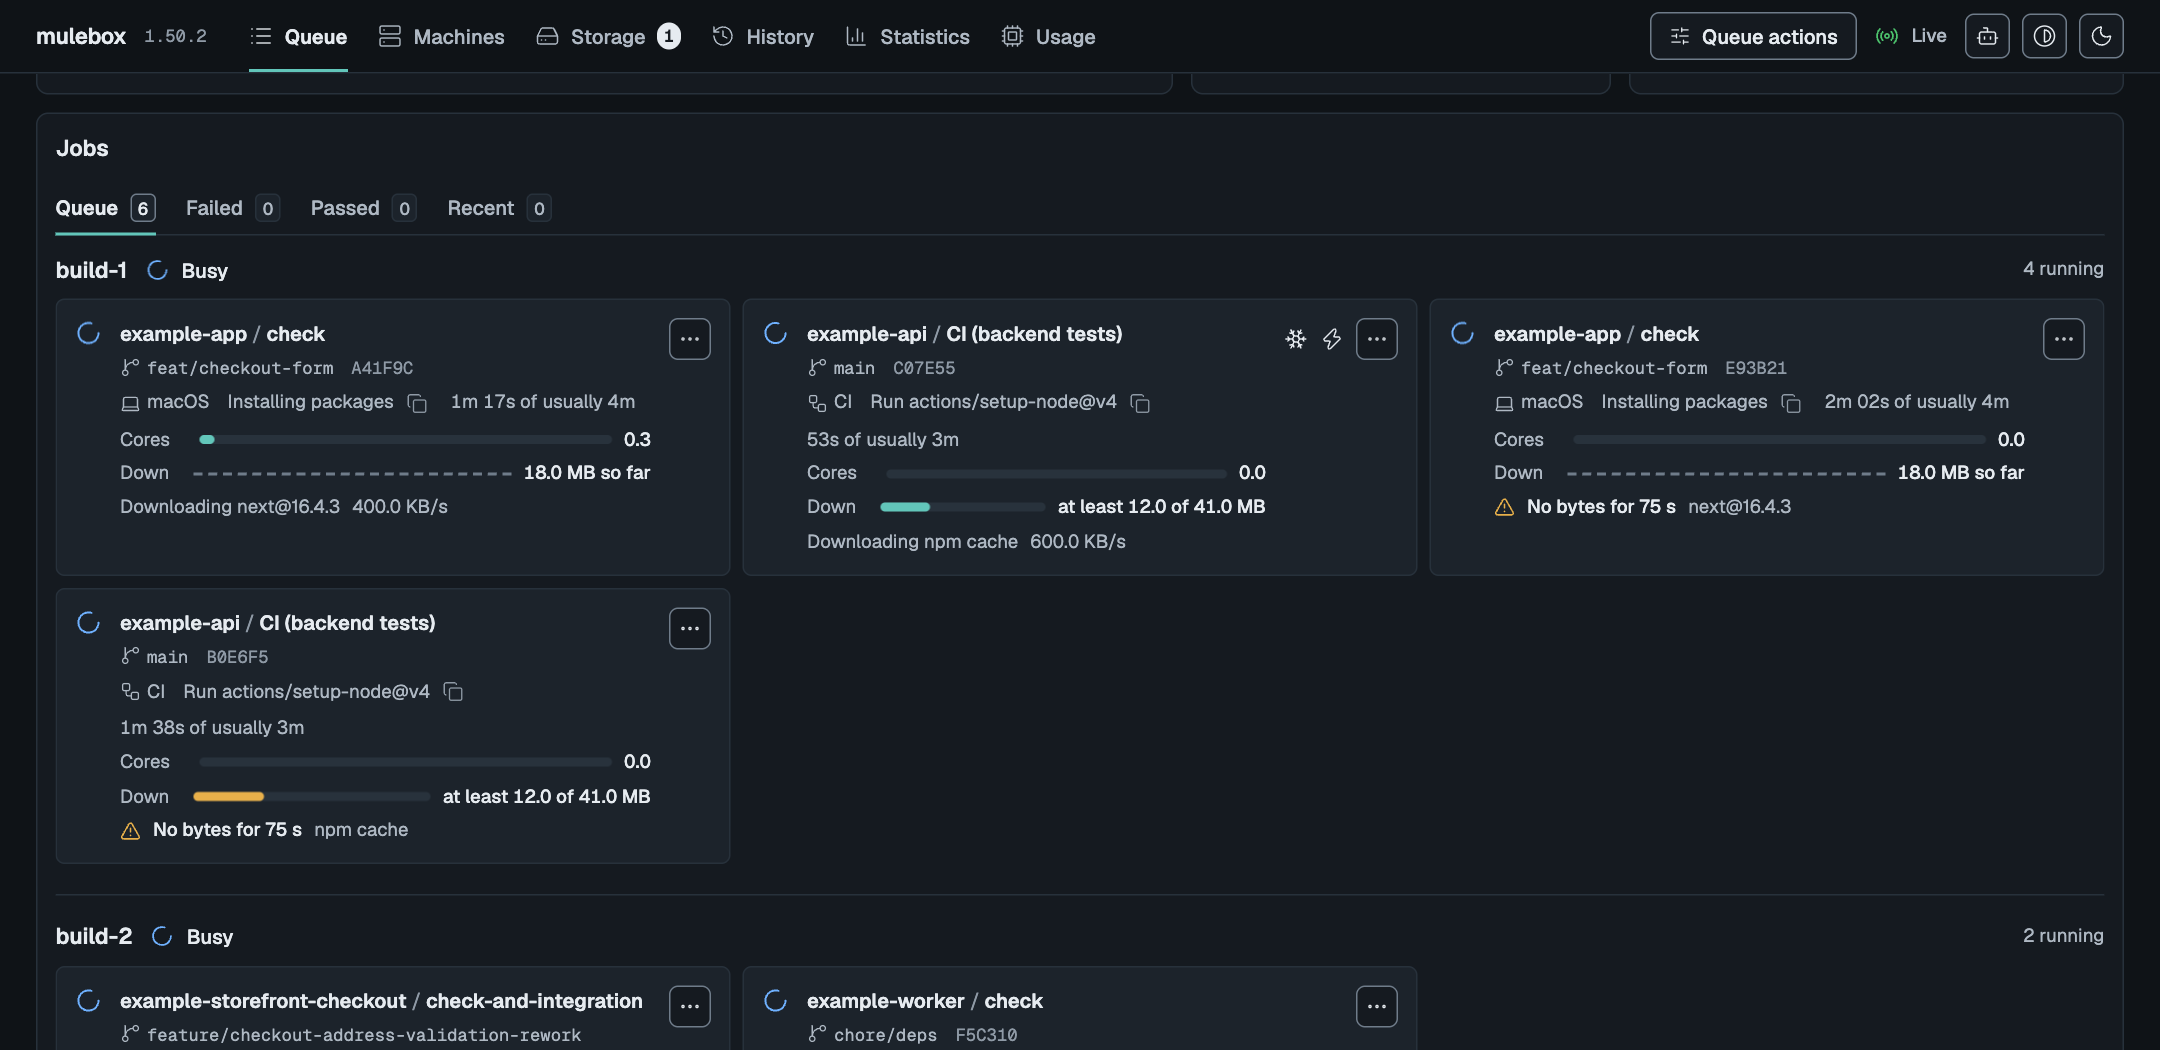 mulebox 1.50.2 Queue Machines Storage 1 History Statistics Usage Queue actions Live
Jobs
Queue 6 Failed 0 Passed 0 Recent 0
build-1 Busy 4 running
example-app / check
feat/checkout-form A41F9C
macOS Installing packages 1m 17s of usually 4m
Cores 0.3
Down 18.0 MB so far
Downloading next@16.4.3 400.0 KB/s
example-api / CI (backend tests)
main C07E55
CI Run actions/setup-node@v4
53s of usually 3m
Cores 0.0
Down at least 12.0 of 41.0 MB
Downloading npm cache 600.0 KB/s
example-app / check
feat/checkout-form E93B21
macOS Installing packages 2m 02s of usually 4m
Cores 0.0
Down 18.0 MB so far
No bytes for 75 s next@16.4.3
example-api / CI (backend tests)
main B0E6F5
CI Run actions/setup-node@v4
1m 38s of usually 3m
Cores 0.0
Down at least 12.0 of 41.0 MB
No bytes for 75 s npm cache
build-2 Busy 2 running
example-storefront-checkout / check-and-integration
feature/checkout-address-validation-rework
example-worker / check
chore/deps F5C310